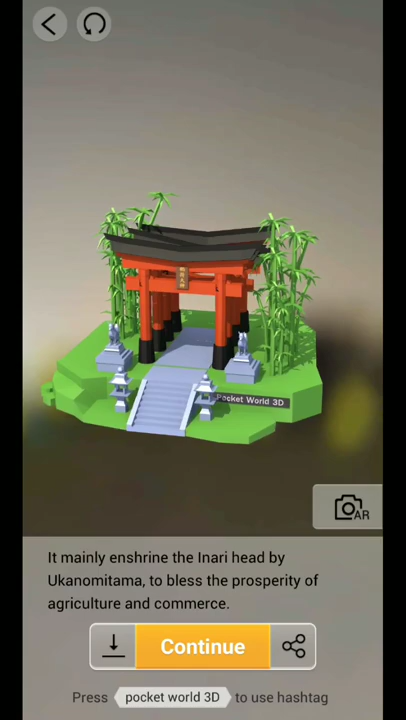 Pocket World 3D
AR
It mainly enshrine the Inari head by
Ukanomitama, to bless the prosperity of
agriculture and commerce.
Continue
Press pocket world 3D to use hashtag